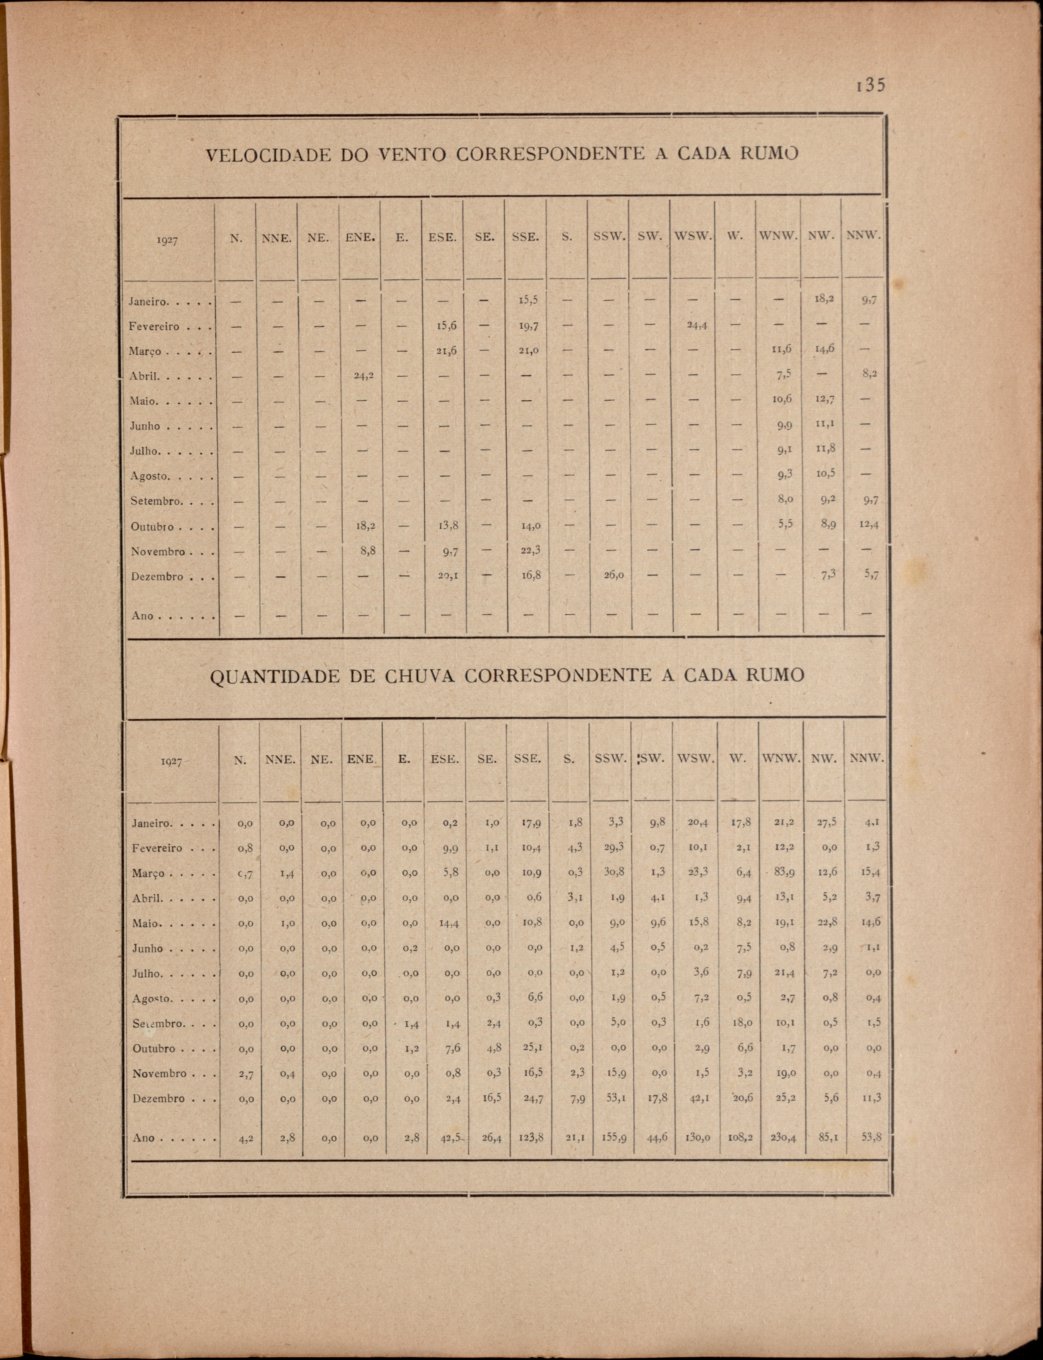 135
VELOCIDADE DO VENTO CORRESPONDENTE A CADA RUMO
1927 N. NNE. NE. ENE. E. ESE. SE. SSE. S. SSW. SW. WSW. W. WNW. NW. NNW.
Janeiro. . . . . — — — — — — — 15,5 — — — — — — 18,2 9,7
Fevereiro . . . — — — — — 15,6 — 19,7 — — — 24,4 — — — —
Março . . . . . — — — — — 21,6 — 21,0 — — — — — 11,6 14,6 —
Abril. . . . . . — — — 24,2 — — — — — — — — — 7,5 — 8,2
Maio. . . . . . — — — — — — — — — — — — — 10,6 12,7 —
Junho . . . . . — — — — — — — — — — — — — 9,9 11,1 —
Julho. . . . . . — — — — — — — — — — — — — 9,1 11,8 —
Agosto. . . . . — — — — — — — — — — — — — 9,3 10,5 —
Setembro. . . . — — — — — — — — — — — — — 8,0 9,2 9,7
Outubro . . . . — — — 18,2 — 13,8 — 14,0 — — — — — 5,5 8,9 12,4
Novembro . . . — — — 8,8 — 9,7 — 22,3 — — — — — — — —
Dezembro . . . — — — — — 20,1 — 16,8 — 26,0 — — — — 7,3 5,7
Ano . . . . . . — — — — — — — — — — — — — — — —
QUANTIDADE DE CHUVA CORRESPONDENTE A CADA RUMO
1927 N. NNE. NE. ENE. E. ESE. SE. SSE. S. SSW. SW. WSW. W. WNW. NW. NNW.
Janeiro. . . . . 0,0 0,0 0,0 0,0 0,0 0,2 1,0 17,9 1,8 3,3 9,8 20,4 17,8 21,2 27,5 4,1
Fevereiro . . . 0,8 0,0 0,0 0,0 0,0 9,9 1,1 10,4 4,3 29,3 0,7 10,1 2,1 12,2 0,0 1,3
Março . . . . . 0,7 1,4 0,0 0,0 0,0 5,8 0,0 10,9 0,3 30,8 1,3 23,3 6,4 83,9 12,6 15,4
Abril. . . . . . 0,0 0,0 0,0 0,0 0,0 0,0 0,0 0,6 3,1 1,9 4,1 1,3 9,4 13,1 5,2 3,7
Maio. . . . . . 0,0 1,0 0,0 0,0 0,0 14,4 0,0 10,8 0,0 9,0 9,6 15,8 8,2 19,1 22,8 14,6
Junho . . . . . 0,0 0,0 0,0 0,0 0,2 0,0 0,0 0,0 1,2 4,5 0,5 0,2 7,5 0,8 2,9 1,1
Julho. . . . . . 0,0 0,0 0,0 0,0 0,0 0,0 0,0 0,0 0,0 1,2 0,0 3,6 7,9 21,4 7,2 0,0
Agosto. . . . . 0,0 0,0 0,0 0,0 0,0 0,0 0,3 6,6 0,0 1,9 0,5 7,2 0,5 2,7 0,8 0,4
Setembro. . . . 0,0 0,0 0,0 0,0 1,4 1,4 2,4 0,3 0,0 5,0 0,3 1,6 18,0 10,1 0,5 1,5
Outubro . . . . 0,0 0,0 0,0 0,0 1,2 7,6 4,8 25,1 0,2 0,0 0,0 2,9 6,6 1,7 0,0 0,0
Novembro . . . 2,7 0,4 0,0 0,0 0,0 0,8 0,3 16,5 2,3 15,9 0,0 1,5 3,2 19,0 0,0 0,4
Dezembro . . . 0,0 0,0 0,0 0,0 0,0 2,4 16,5 24,7 7,9 53,1 17,8 42,1 20,6 25,2 5,6 11,3
Ano . . . . . . 4,2 2,8 0,0 0,0 2,8 42,5 26,4 123,8 21,1 155,9 44,6 130,0 108,2 230,4 85,1 53,8